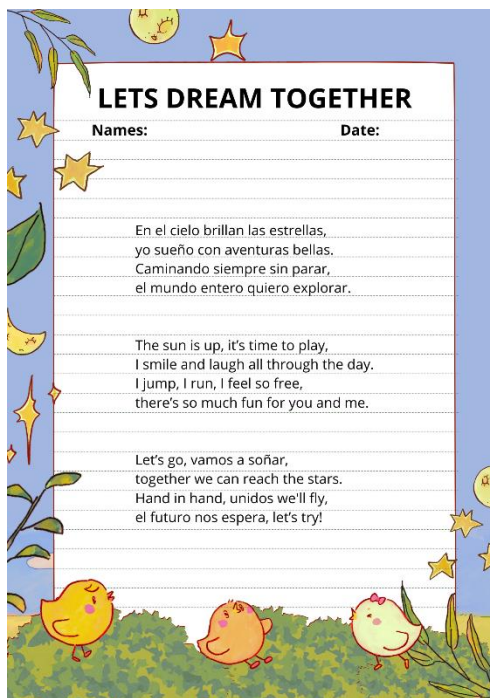 LETS DREAM TOGETHER
Names: Date:
En el cielo brillan las estrellas,
yo sueño con aventuras bellas.
Caminando siempre sin parar,
el mundo entero quiero explorar.
The sun is up, it’s time to play,
I smile and laugh all through the day.
I jump, I run, I feel so free,
there’s so much fun for you and me.
Let’s go, vamos a soñar,
together we can reach the stars.
Hand in hand, unidos we'll fly,
el futuro nos espera, let’s try!